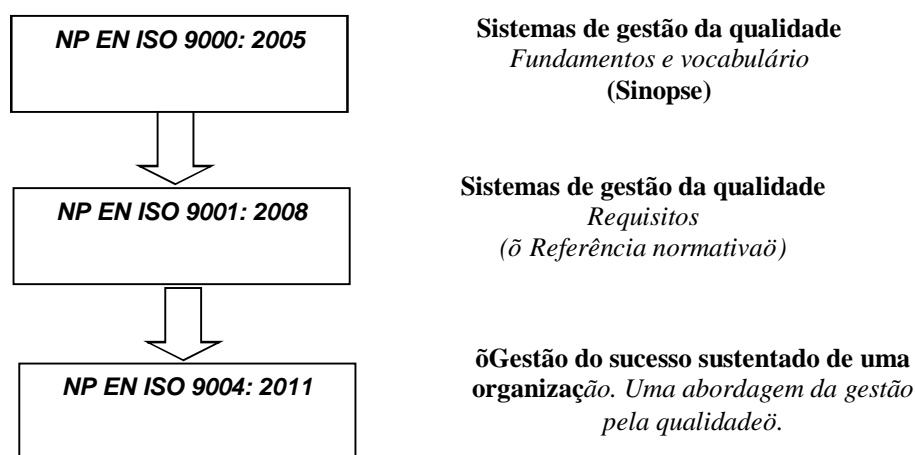 NP EN ISO 9000: 2005
Sistemas de gestão da qualidade
Fundamentos e vocabulário
(Sinopse)
NP EN ISO 9001: 2008
Sistemas de gestão da qualidade
Requisitos
(õ Referência normativaö)
NP EN ISO 9004: 2011
õGestão do sucesso sustentado de uma
organização. Uma abordagem da gestão
pela qualidadeö.